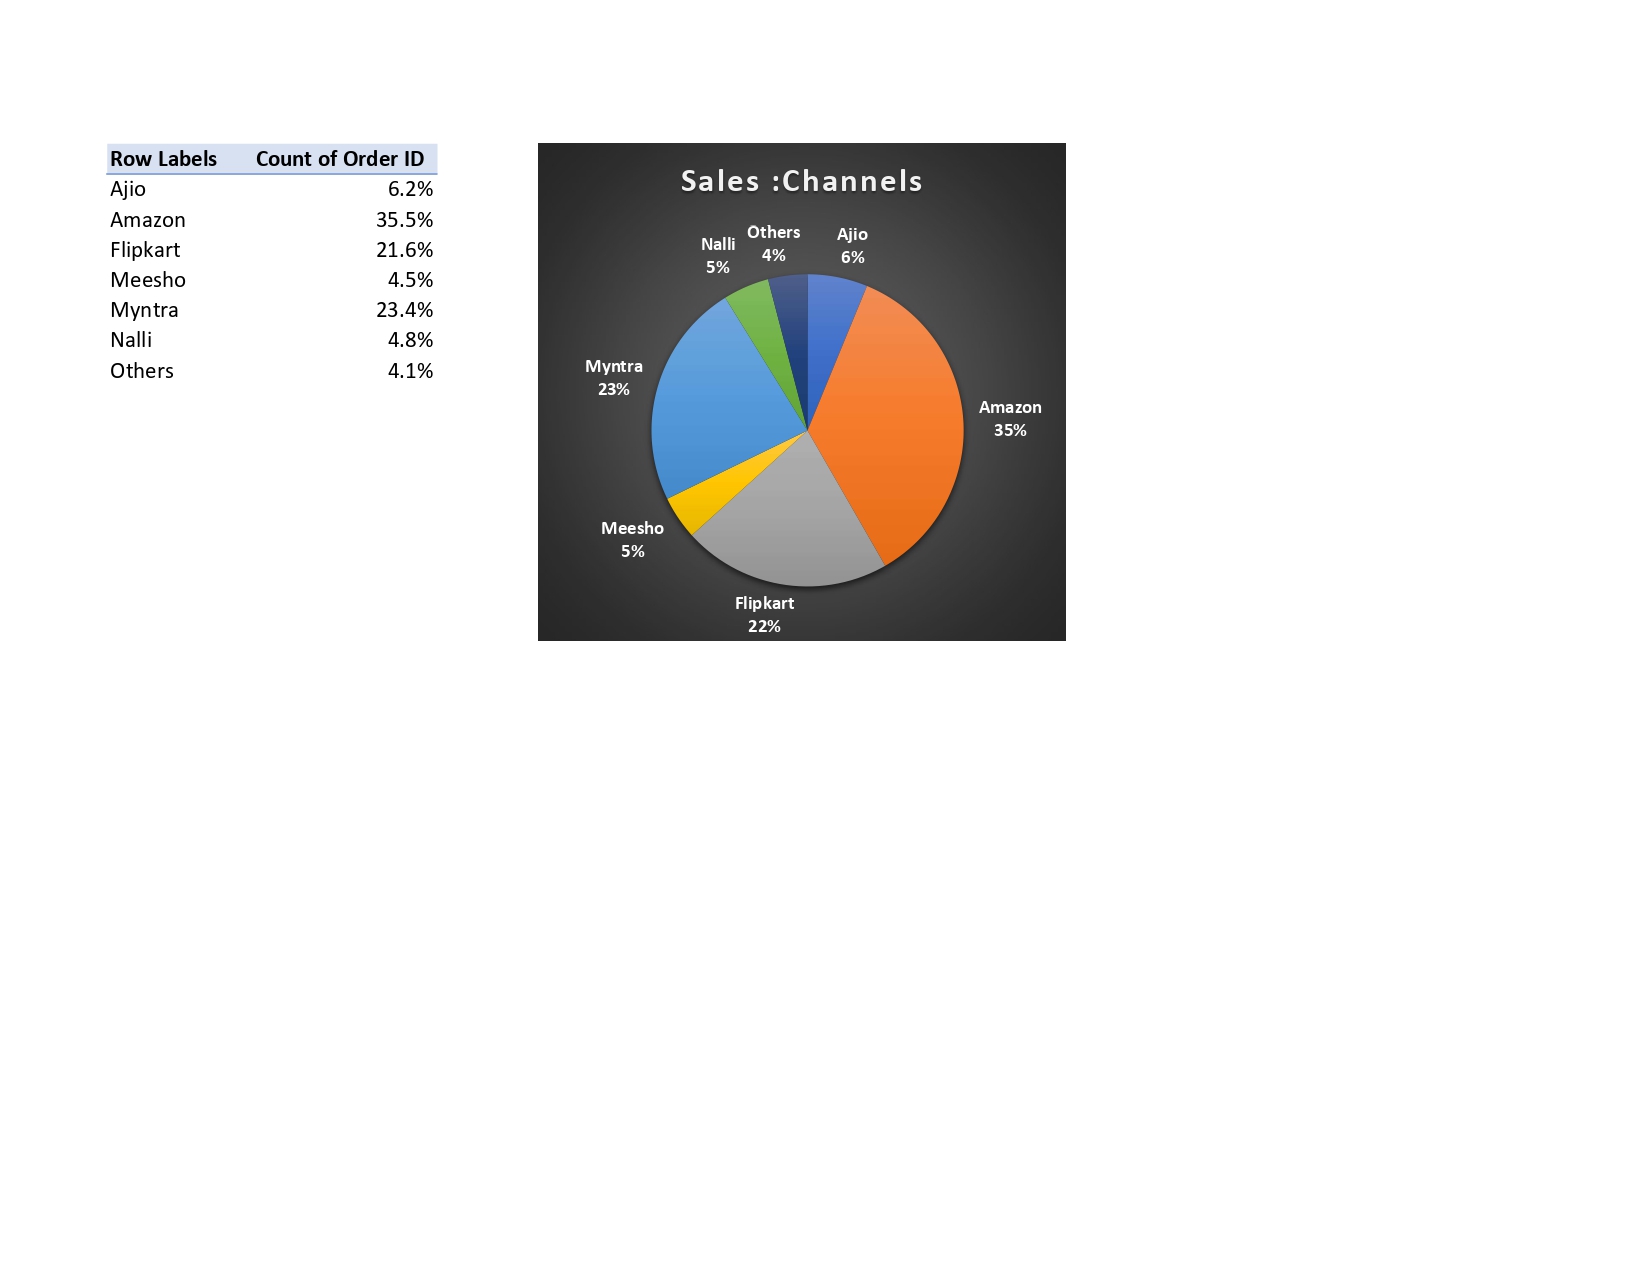 Row Labels Count of Order ID
Ajio 6.2%
Amazon 35.5%
Flipkart 21.6%
Meesho 4.5%
Myntra 23.4%
Nalli 4.8%
Others 4.1%
Sales :Channels
Others
4%
Ajio
6%
Nalli
5%
Myntra
23%
Amazon
35%
Meesho
5%
Flipkart
22%